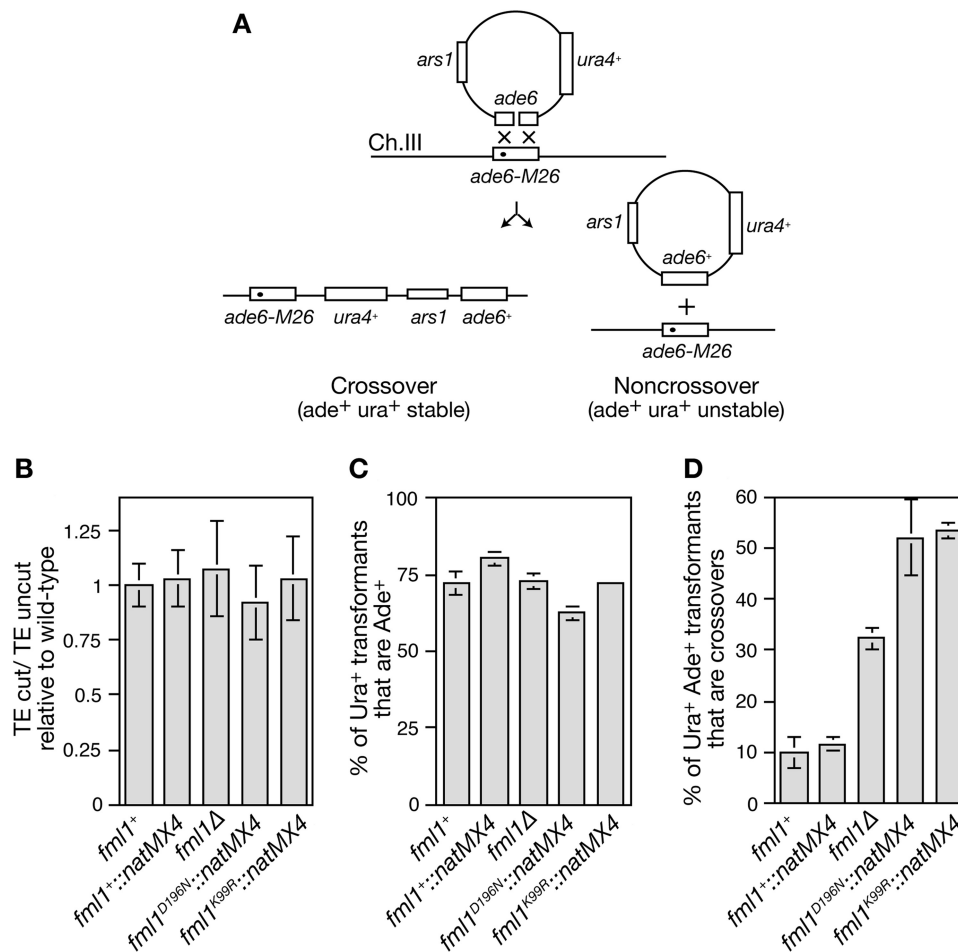 A
ars1
ura4+
ade6
Ch.III
ade6-M26
ars1
ura4+
ade6+
+
ade6-M26 ura4+ ars1 ade6+
ade6-M26
Crossover
(ade+ ura+ stable)
Noncrossover
(ade+ ura+ unstable)
B
TE cut/ TE uncut
relative to wild-type
1.25
1
0.75
0.5
0.25
0
fml1+
fml1+::natMX4
fml1Δ
fml1D196N::natMX4
fml1K99R::natMX4
C
% of Ura+ transformants
that are Ade+
100
75
50
25
0
fml1+
fml1+::natMX4
fml1Δ
fml1D196N::natMX4
fml1K99R::natMX4
D
% of Ura+ Ade+ transformants
that are crossovers
60
50
40
30
20
10
0
fml1+
fml1+::natMX4
fml1Δ
fml1D196N::natMX4
fml1K99R::natMX4